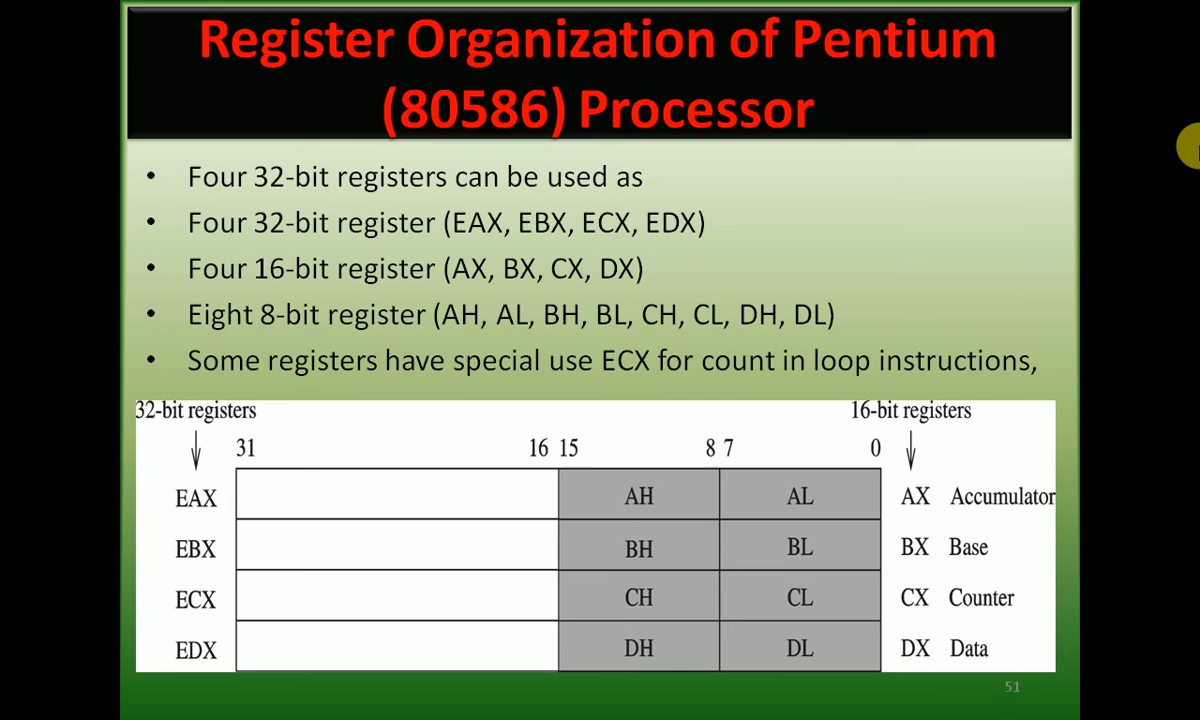 Register Organization of Pentium
(80586) Processor
• Four 32-bit registers can be used as
• Four 32-bit register (EAX, EBX, ECX, EDX)
• Four 16-bit register (AX, BX, CX, DX)
• Eight 8-bit register (AH, AL, BH, BL, CH, CL, DH, DL)
• Some registers have special use ECX for count in loop instructions,
32-bit registers 16-bit registers
31 16 15 8 7 0
EAX AH AL AX Accumulator
EBX BH BL BX Base
ECX CH CL CX Counter
EDX DH DL DX Data
51